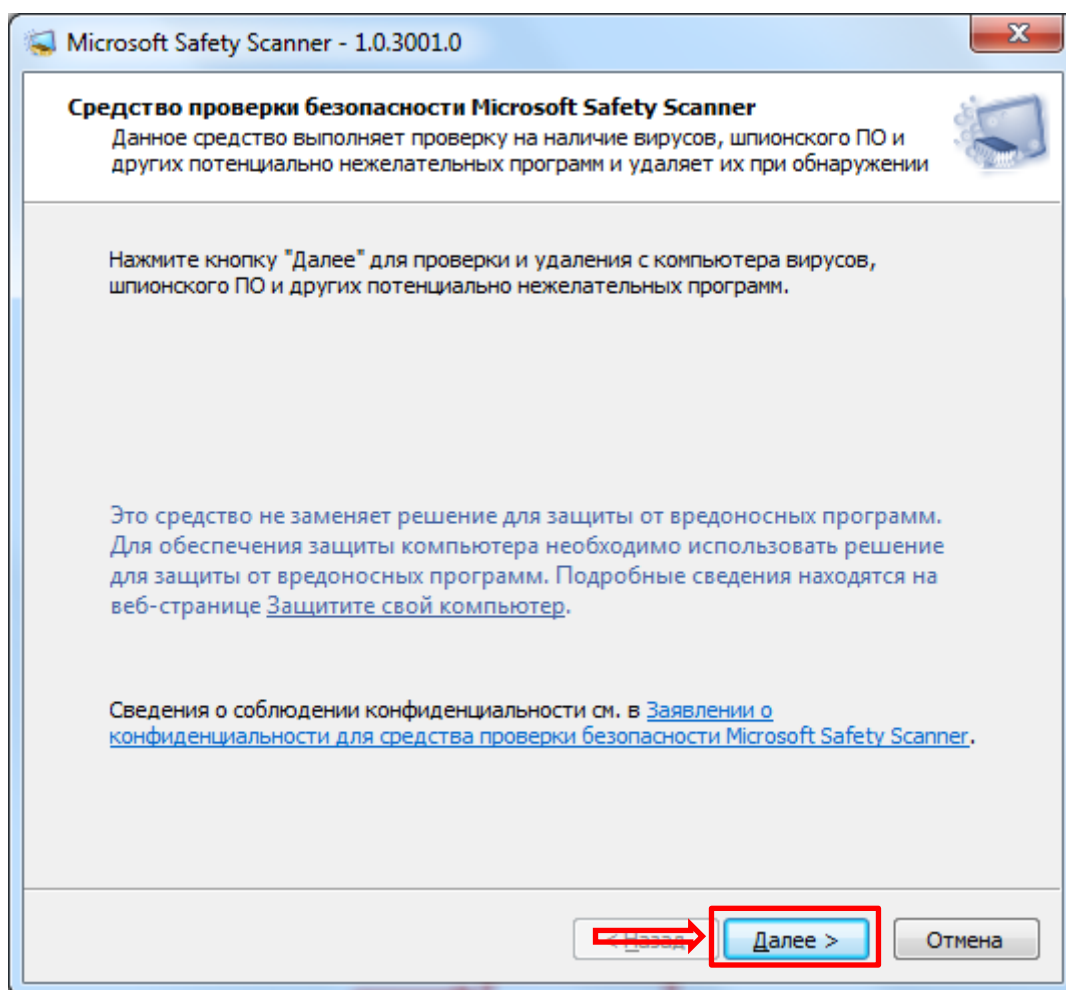 Microsoft Safety Scanner - 1.0.3001.0
Средство проверки безопасности Microsoft Safety Scanner
Данное средство выполняет проверку на наличие вирусов, шпионского ПО и
других потенциально нежелательных программ и удаляет их при обнаружении
Нажмите кнопку "Далее" для проверки и удаления с компьютера вирусов,
шпионского ПО и других потенциально нежелательных программ.
Это средство не заменяет решение для защиты от вредоносных программ.
Для обеспечения защиты компьютера необходимо использовать решение
для защиты от вредоносных программ. Подробные сведения находятся на
веб-странице Защитите свой компьютер.
Сведения о соблюдении конфиденциальности см. в Заявлении о
конфиденциальности для средства проверки безопасности Microsoft Safety Scanner.
< Назад Далее > Отмена